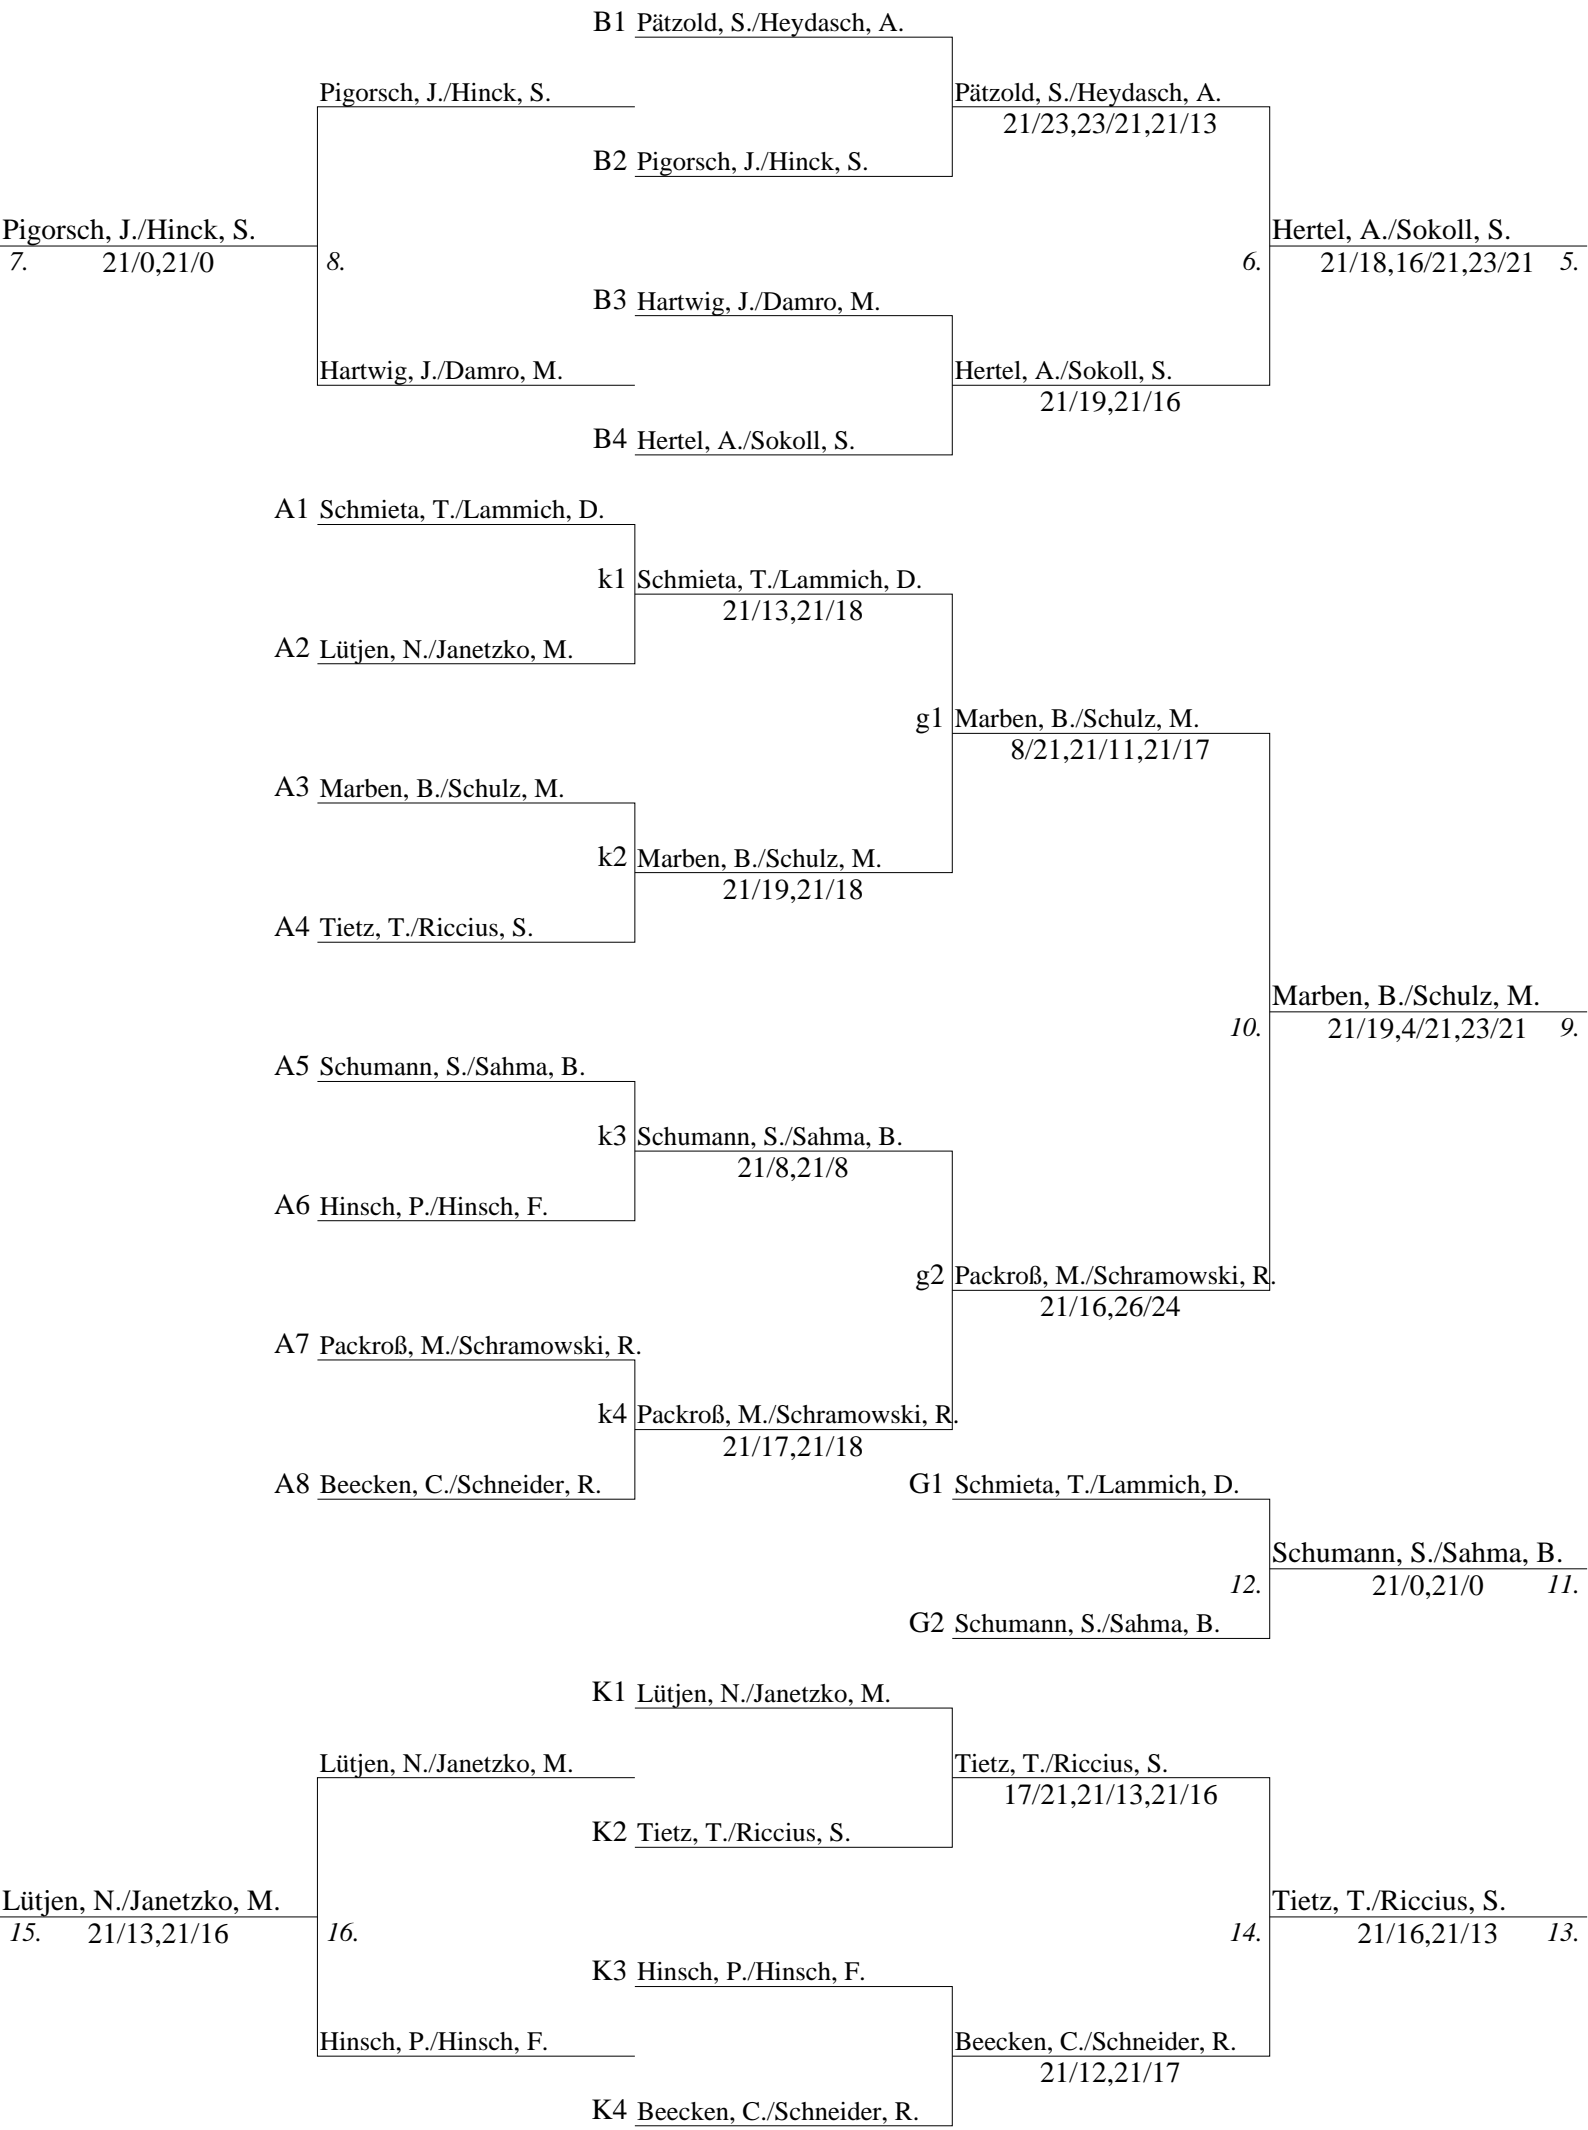 B1 Pätzold, S./Heydasch, A.
Pigorsch, J./Hinck, S.
Pätzold, S./Heydasch, A.
21/23,23/21,21/13
B2 Pigorsch, J./Hinck, S.
Pigorsch, J./Hinck, S.
7. 21/0,21/0
8.
6.
Hertel, A./Sokoll, S.
21/18,16/21,23/21 5.
B3 Hartwig, J./Damro, M.
Hartwig, J./Damro, M.
Hertel, A./Sokoll, S.
21/19,21/16
B4 Hertel, A./Sokoll, S.
A1 Schmieta, T./Lammich, D.
k1 Schmieta, T./Lammich, D.
21/13,21/18
A2 Lütjen, N./Janetzko, M.
g1 Marben, B./Schulz, M.
8/21,21/11,21/17
A3 Marben, B./Schulz, M.
k2 Marben, B./Schulz, M.
21/19,21/18
A4 Tietz, T./Riccius, S.
Marben, B./Schulz, M.
10. 21/19,4/21,23/21 9.
A5 Schumann, S./Sahma, B.
k3 Schumann, S./Sahma, B.
21/8,21/8
A6 Hinsch, P./Hinsch, F.
g2 Packroß, M./Schramowski, R.
21/16,26/24
A7 Packroß, M./Schramowski, R.
k4 Packroß, M./Schramowski, R.
21/17,21/18
A8 Beecken, C./Schneider, R.
G1 Schmieta, T./Lammich, D.
Schumann, S./Sahma, B.
12. 21/0,21/0 11.
G2 Schumann, S./Sahma, B.
K1 Lütjen, N./Janetzko, M.
Lütjen, N./Janetzko, M.
Tietz, T./Riccius, S.
17/21,21/13,21/16
K2 Tietz, T./Riccius, S.
Lütjen, N./Janetzko, M.
15. 21/13,21/16
16.
14.
Tietz, T./Riccius, S.
21/16,21/13 13.
K3 Hinsch, P./Hinsch, F.
Hinsch, P./Hinsch, F.
Beecken, C./Schneider, R.
21/12,21/17
K4 Beecken, C./Schneider, R.